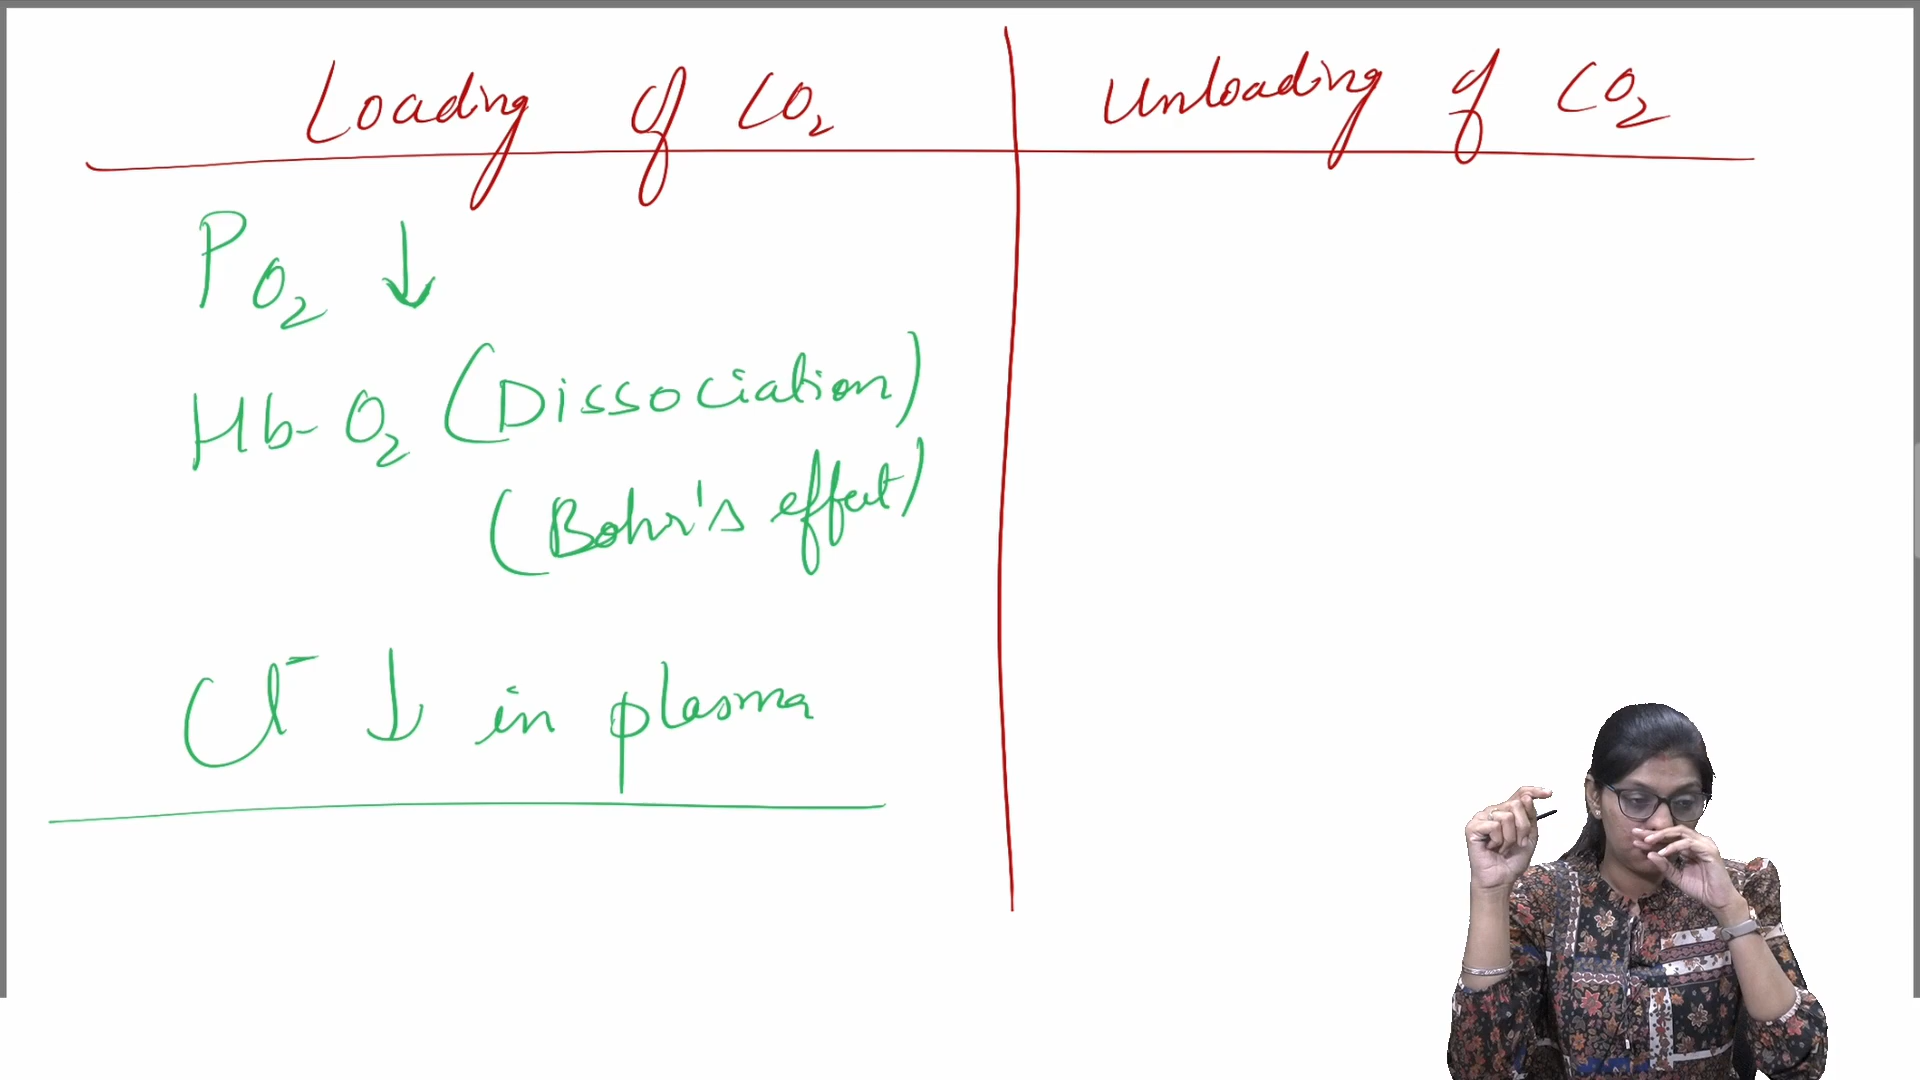 Loading of CO₂
Unloading of CO₂
PO₂ ↓
Hb-O₂ (Dissociation)
(Bohr's effect)
Cl⁻ ↓ in plasma